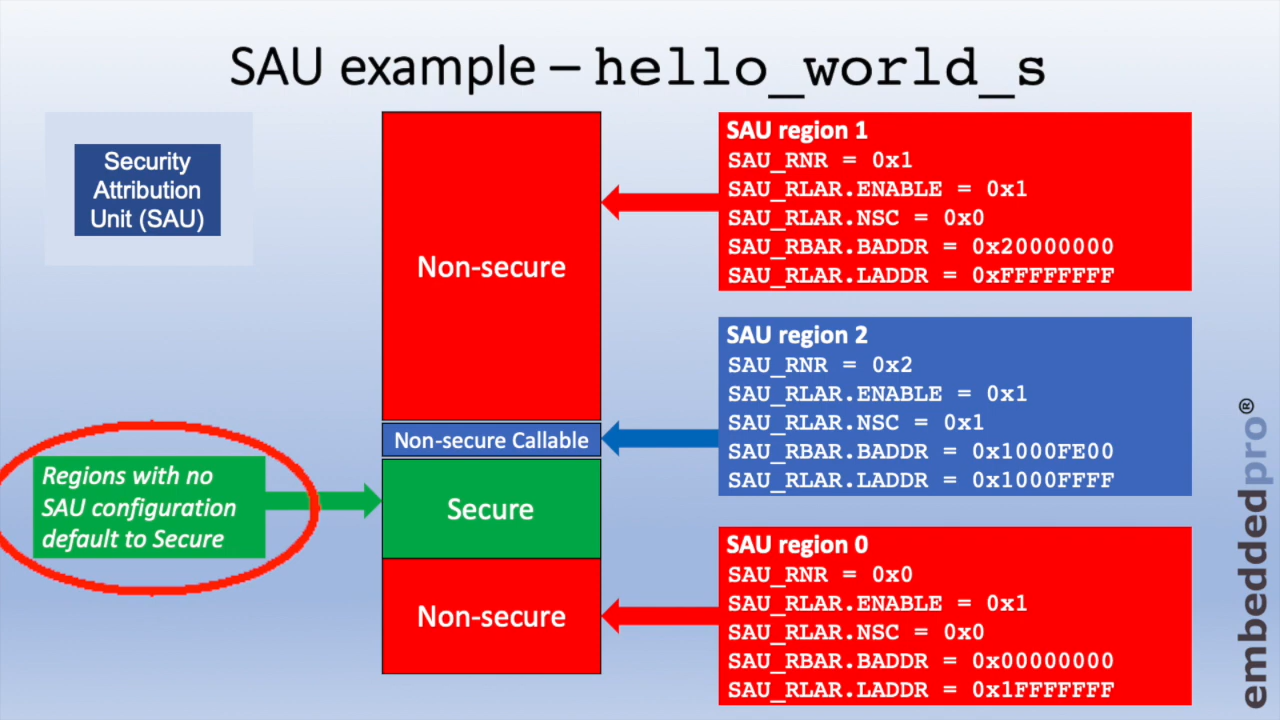 SAU example – hello_world_s
Security
Attribution
Unit (SAU)
Non-secure
Non-secure Callable
Secure
Non-secure
Regions with no
SAU configuration
default to Secure
SAU region 1
SAU_RNR = 0x1
SAU_RLAR.ENABLE = 0x1
SAU_RLAR.NSC = 0x0
SAU_RBAR.BADDR = 0x20000000
SAU_RLAR.LADDR = 0xFFFFFFFF
SAU region 2
SAU_RNR = 0x2
SAU_RLAR.ENABLE = 0x1
SAU_RLAR.NSC = 0x1
SAU_RBAR.BADDR = 0x1000FE00
SAU_RLAR.LADDR = 0x1000FFFF
SAU region 0
SAU_RNR = 0x0
SAU_RLAR.ENABLE = 0x1
SAU_RLAR.NSC = 0x0
SAU_RBAR.BADDR = 0x00000000
SAU_RLAR.LADDR = 0x1FFFFFFF
embeddedpro®